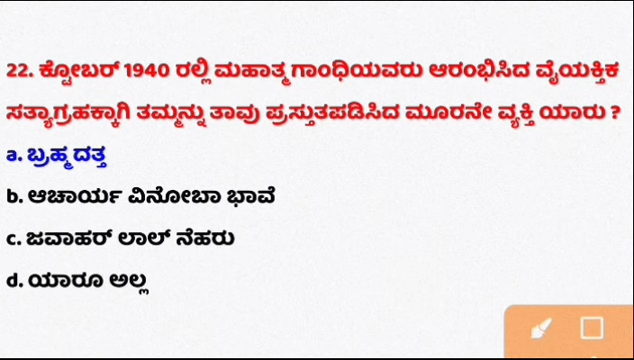 22. ಕ್ಟೋಬರ್ 1940 ರಲ್ಲಿ ಮಹಾತ್ಮ ಗಾಂಧಿಯವರು ಆರಂಭಿಸಿದ ವೈಯಕ್ತಿಕ
ಸತ್ಯಾಗ್ರಹಕ್ಕಾಗಿ ತಮ್ಮನ್ನು ತಾವು ಪ್ರಸ್ತುತಪಡಿಸಿದ ಮೂರನೇ ವ್ಯಕ್ತಿ ಯಾರು ?
a. ಬ್ರಹ್ಮದತ್ತ
b. ಆಚಾರ್ಯ ವಿನೋಬಾ ಭಾವೆ
c. ಜವಾಹರ್ ಲಾಲ್ ನೆಹರು
d. ಯಾರೂ ಅಲ್ಲ